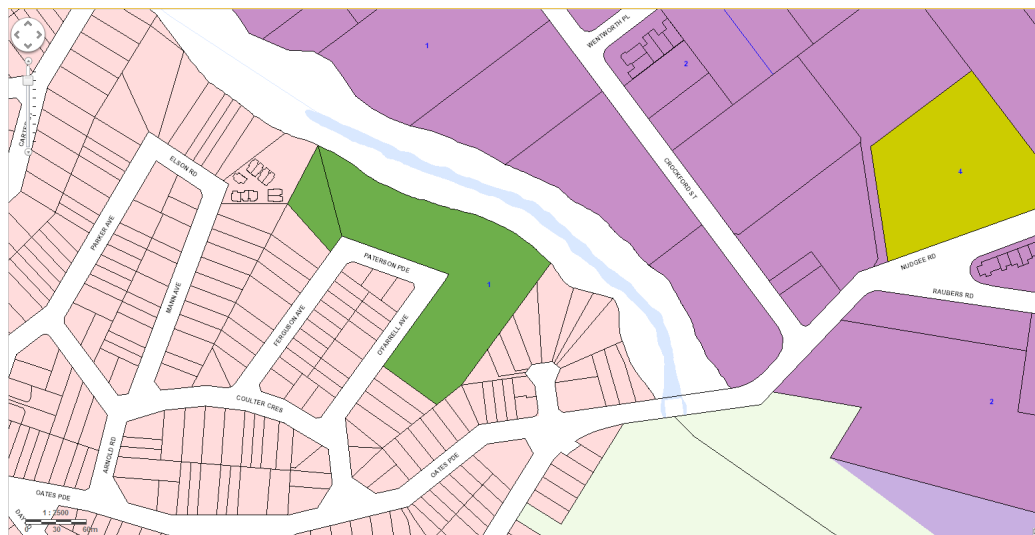 WENTWORTH PL
1
2
CROCKFORD ST
4
ELSON RD
PARKER AVE
MANN AVE
PATERSON PDE
FERGUSON AVE
O'FARRELL AVE
1
NUDGEE RD
RAUBERS RD
COULTER CRES
2
ARNOLD RD
OATES PDE
OATES PDE
1 : 2500
0 30 60m